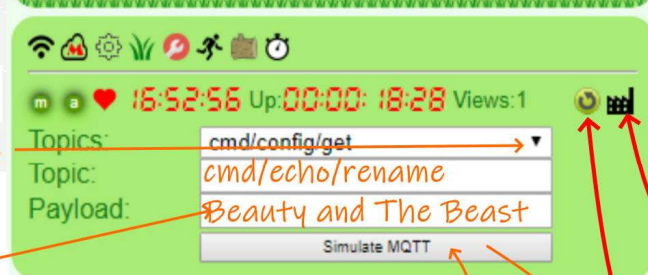 m a 16:52:56 Up:00:00: 18:28 Views:1
Topics: cmd/config/get
Topic: cmd/echo/rename
Payload: Beauty and The Beast
Simulate MQTT